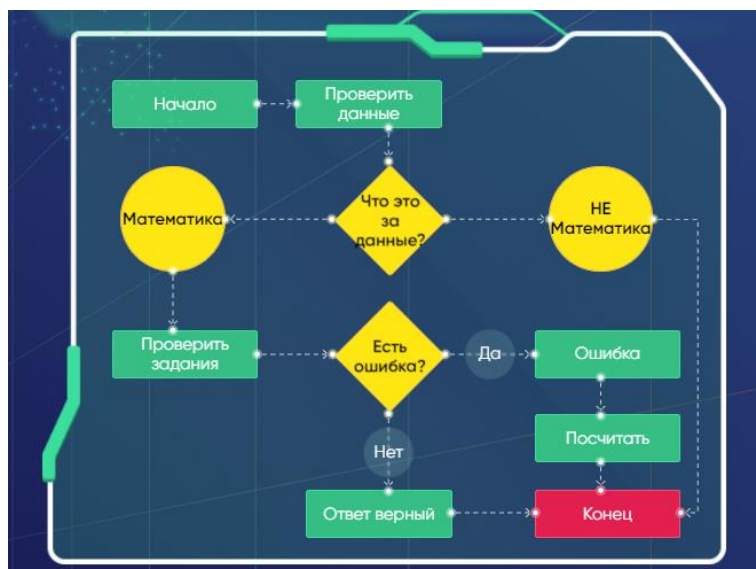 Начало
Проверить
данные
Что это
за
данные?
Математика
НЕ
Математика
Проверить
задания
Есть
ошибка?
Да
Ошибка
Посчитать
Нет
Ответ верный
Конец